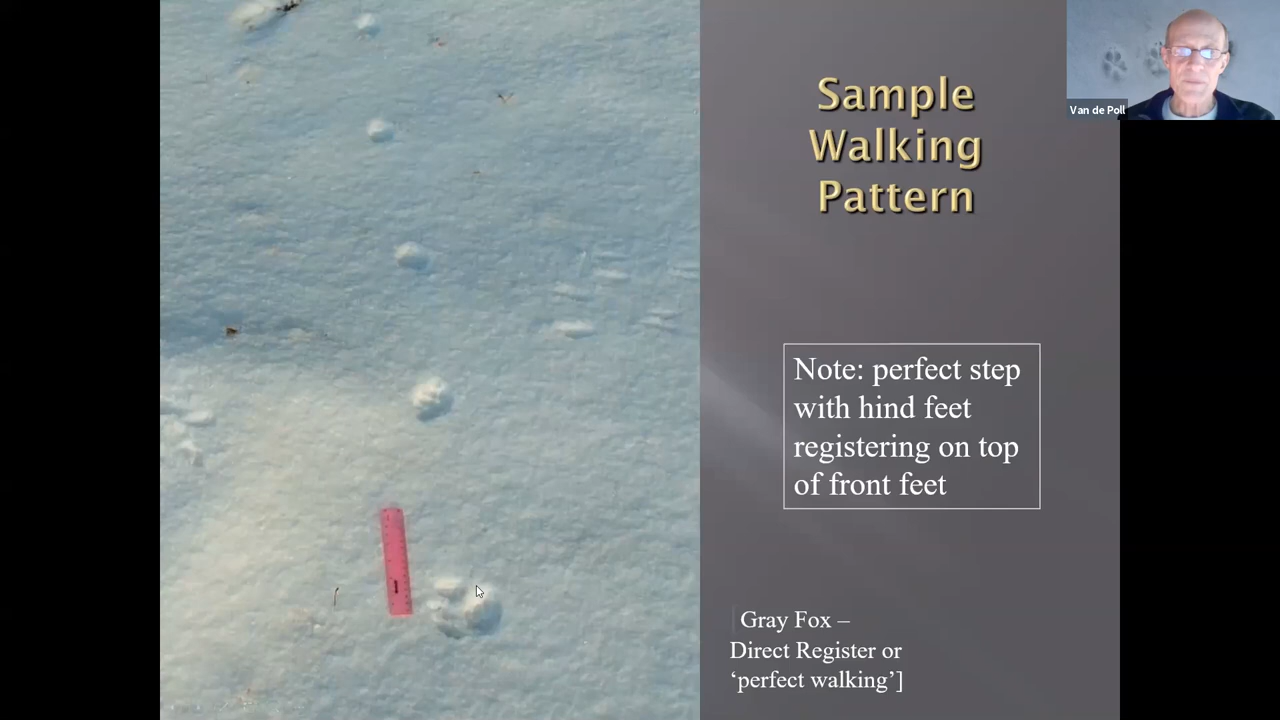 Sample
Walking
Pattern
Van de Poll
Note: perfect step
with hind feet
registering on top
of front feet
Gray Fox –
Direct Register or
‘perfect walking’]